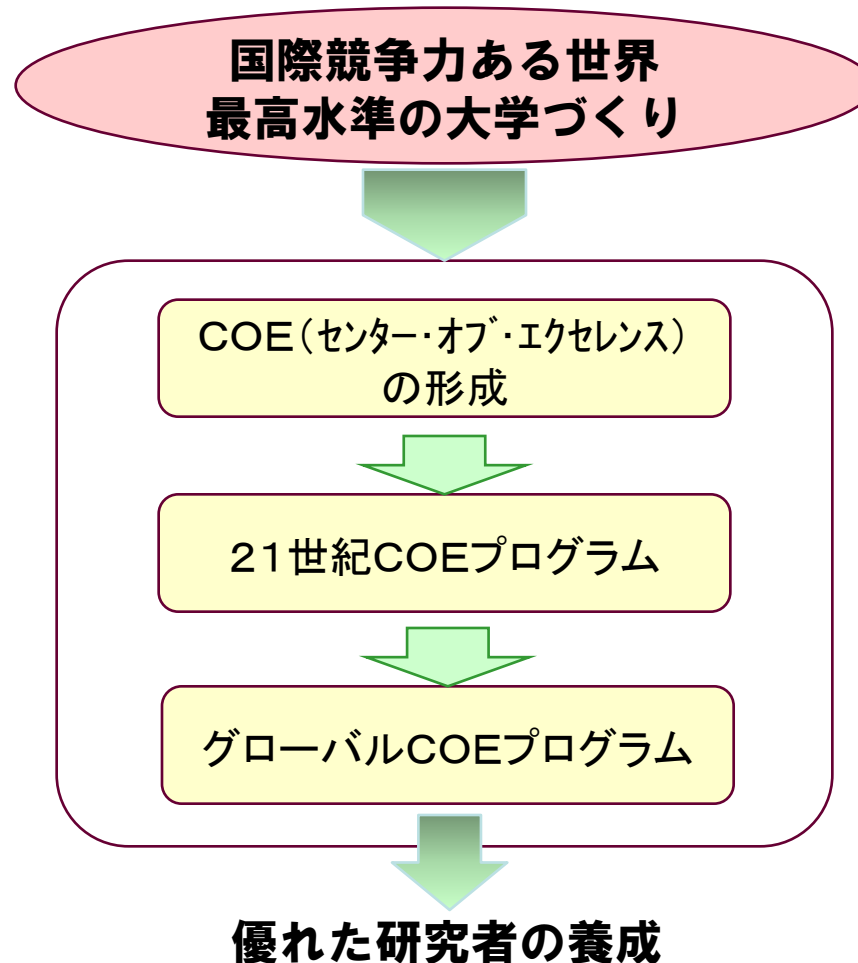 国際競争力ある世界
最高水準の大学づくり
ＣＯＥ（センター・オブ・エクセレンス）
の形成
２１世紀ＣＯＥプログラム
グローバルＣＯＥプログラム
優れた研究者の養成